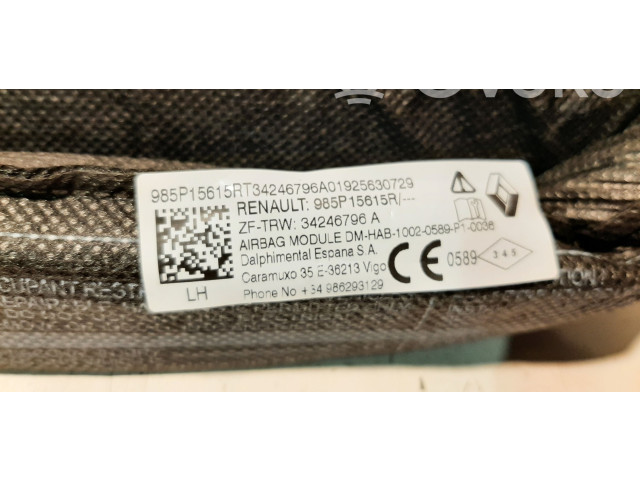 985P15615RT34246796A01925630729
RENAULT: 985P15615R/---
ZF-TRW: 34246796 A
AIRBAG MODULE DM-HAB-1002-0589-P1-0036
Dalphimental Espana S.A.
Caramuxo 35 E-36213 Vigo
Phone No +34 986293129
LH
CE 0589
345